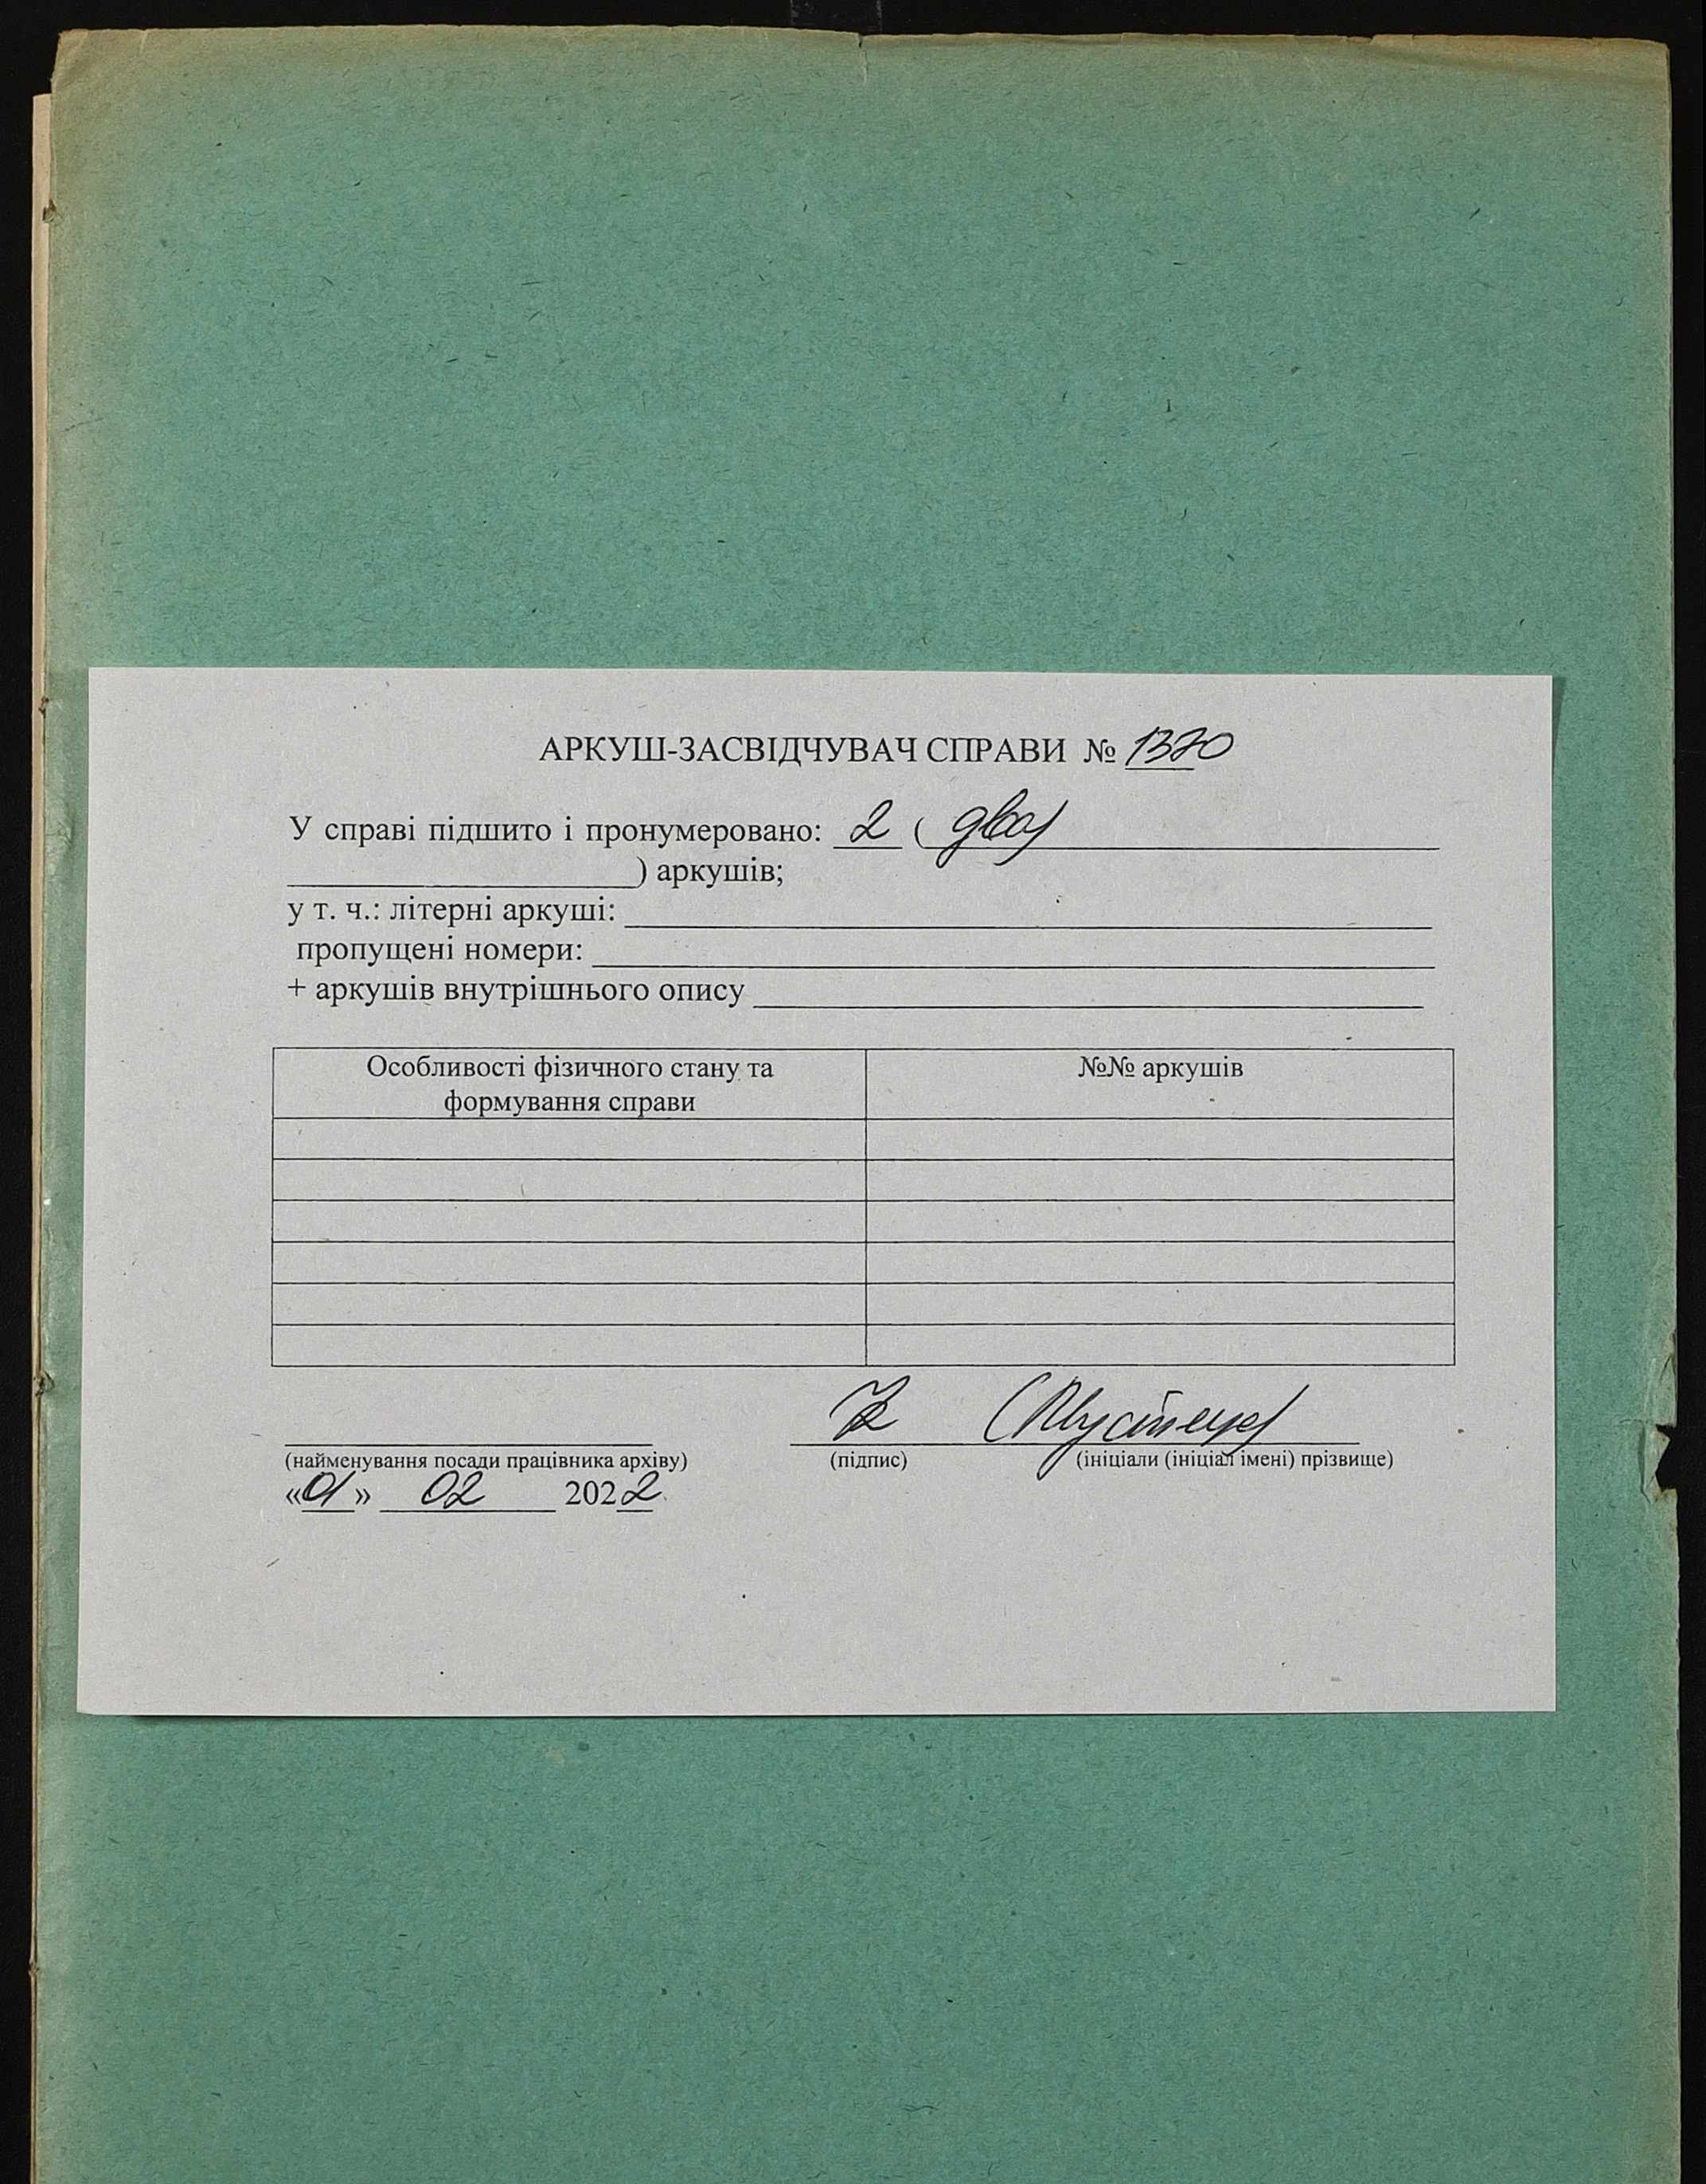 АРКУШ-ЗАСВІДЧУВАЧ СПРАВИ № 1370
У справі підшито і пронумеровано: 2 ( два)
) аркушів;
у т. ч.: літерні аркуші:
пропущені номери:
+ аркушів внутрішнього опису
Особливості фізичного стану та
формування справи
№№ аркушів
(найменування посади працівника архіву)
(підпис)
(ініціали (ініціал імені) прізвище)
«01» 02 2022